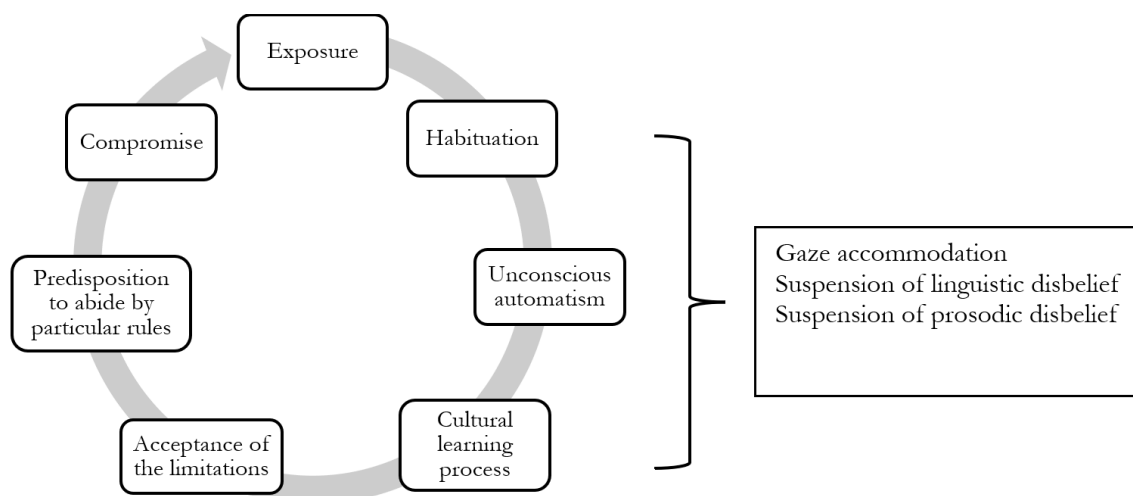 Exposure
Habituation
Unconscious
automatism
Cultural
learning
process
Acceptance of
the limitations
Predisposition
to abide by
particular rules
Compromise
Gaze accommodation
Suspension of linguistic disbelief
Suspension of prosodic disbelief